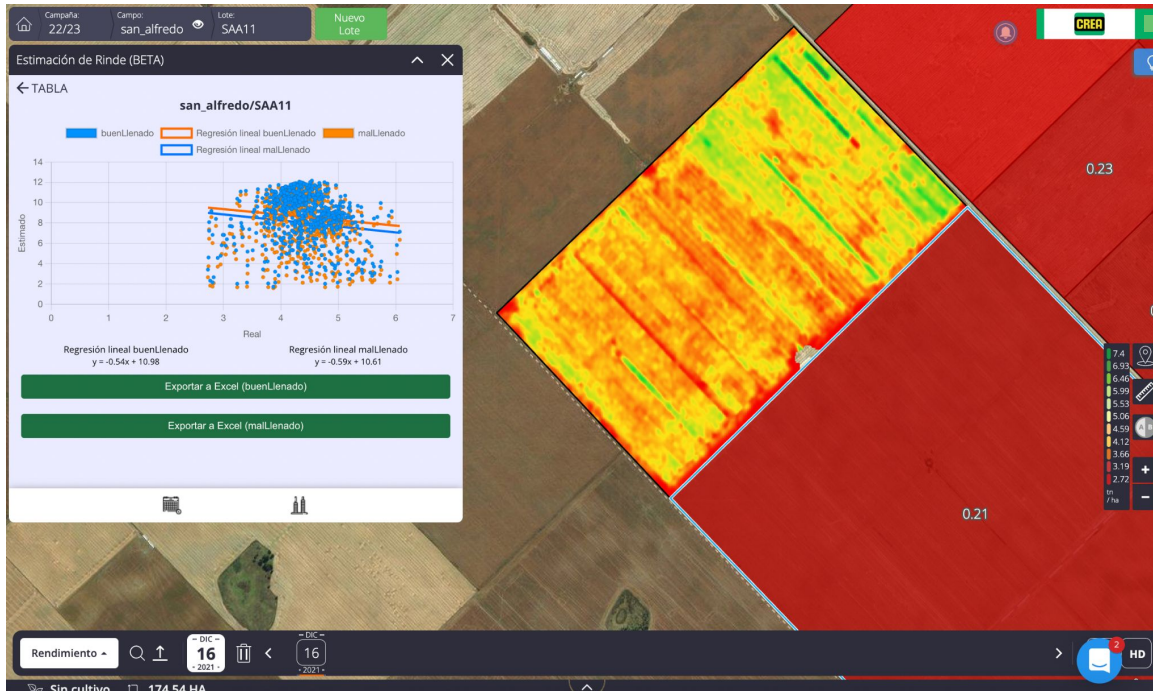 Campaña:
22/23
Campo:
san_alfredo
Lote:
SAA11
Nuevo
Lote
CREA
Estimación de Rinde (BETA)
TABLA
san_alfredo/SAA11
buenLlenado
Regresión lineal buenLlenado
malLlenado
Regresión lineal malLlenado
14
12
10
8
6
4
2
0
Estimado
0 1 2 3 4 5 6 7
Real
Regresión lineal buenLlenado
y = -0.54x + 10.98
Regresión lineal malLlenado
y = -0.59x + 10.61
Exportar a Excel (buenLlenado)
Exportar a Excel (malLlenado)
0.23
0.21
7.4
6.93
6.46
5.99
5.53
5.06
4.59
4.12
3.66
3.19
2.72
tn
/ ha
A B
+
−
Rendimiento
- DIC -
16
- 2021 -
- DIC -
16
- 2021 -
2
HD
Sin cultivo
174.54 HA